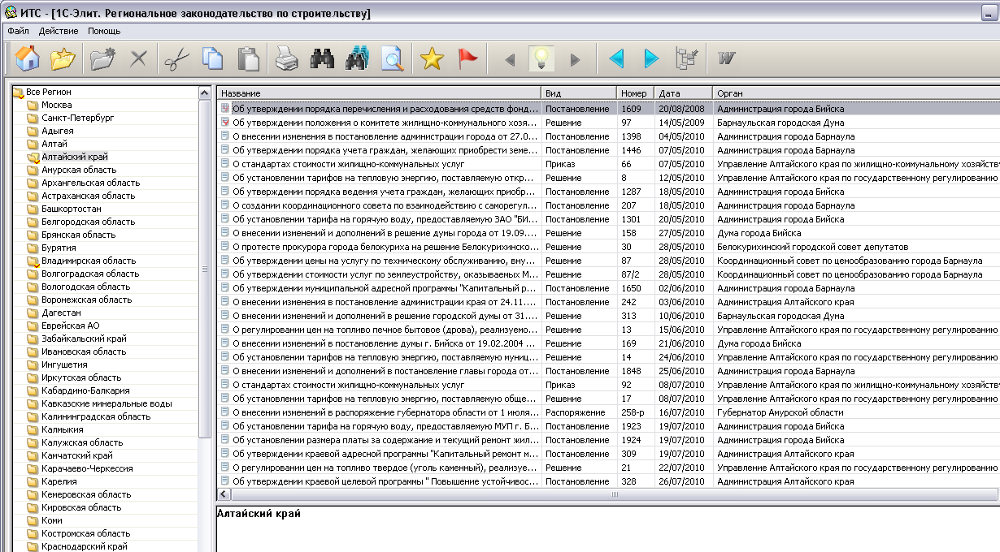 ИТС - [1С-Элит. Региональное законодательство по строительству]
Файл Действие Помощь
W
Все Регион
Москва
Санкт-Петербург
Адыгея
Алтай
Алтайский край
Амурская область
Архангельская область
Астраханская область
Башкортостан
Белгородская область
Брянская область
Бурятия
Владимирская область
Волгоградская область
Вологодская область
Воронежская область
Дагестан
Еврейская АО
Забайкальский край
Ивановская область
Ингушетия
Иркутская область
Кабардино-Балкария
Кавказские минеральные воды
Калининградская область
Калмыкия
Калужская область
Камчатский край
Карачаево-Черкессия
Карелия
Кемеровская область
Кировская область
Коми
Костромская область
Краснодарский край
Название Вид Номер Дата Орган
Об утверждении порядка перечисления и расходования средств фонд... Постановление 1609 20/08/2008 Администрация города Бийска
Об утверждении положения о комитете жилищно-коммунального хозя... Решение 97 14/05/2009 Барнаульская городская Дума
О внесении изменения в постановление администрации города от 27.0... Постановление 1398 04/05/2010 Администрация города Барнаула
Об утверждении порядка учета граждан, желающих приобрести земе... Постановление 1446 07/05/2010 Администрация города Барнаула
О стандартах стоимости жилищно-коммунальных услуг Приказ 66 07/05/2010 Управление Алтайского края по жилищно-коммунальному хозяйству
Об установлении тарифов на тепловую энергию, поставляемую откр... Решение 8 12/05/2010 Управление Алтайского края по государственному регулированию
Об утверждении порядка ведения учета граждан, желающих приобр... Постановление 1287 18/05/2010 Администрация города Бийска
О создании координационного совета по взаимодействию с саморегул... Постановление 207 18/05/2010 Администрация города Барнаула
Об установлении тарифа на горячую воду, предоставляемую ЗАО "БИ... Постановление 1301 20/05/2010 Администрация города Бийска
О внесении изменений и дополнений в решение думы города от 19.09.... Решение 158 27/05/2010 Дума города Бийска
О протесте прокурора города белокуриха на решение Белокурихинско... Решение 30 28/05/2010 Белокурихинский городской совет депутатов
Об утверждении цены на услугу по техническому обслуживанию, вну... Решение 87 28/05/2010 Координационный совет по ценообразованию города Барнаула
Об утверждении стоимости услуг по землеустройству, оказываемых М... Решение 87/2 28/05/2010 Координационный совет по ценообразованию города Барнаула
Об утверждении муниципальной адресной программы "Капитальный р... Постановление 1650 02/06/2010 Администрация города Барнаула
О внесении изменения в постановление администрации края от 24.11.... Постановление 242 03/06/2010 Администрация Алтайского края
О внесении изменений и дополнений в решение городской думы от 31.... Решение 313 10/06/2010 Барнаульская городская Дума
О регулировании цен на топливо печное бытовое (дрова), реализуемо... Решение 13 15/06/2010 Управление Алтайского края по государственному регулированию
О внесении изменений в постановление думы г. Бийска от 19.02.2004 ... Решение 169 21/06/2010 Дума города Бийска
Об установлении тарифов на тепловую энергию, поставляемую муниц... Решение 14 24/06/2010 Управление Алтайского края по государственному регулированию
О внесении изменений и дополнений в постановление главы города от... Постановление 1848 25/06/2010 Администрация города Барнаула
О стандартах стоимости жилищно-коммунальных услуг Приказ 92 08/07/2010 Управление Алтайского края по жилищно-коммунальному хозяйству
Об установлении тарифов на тепловую энергию, поставляемую обще... Решение 17 08/07/2010 Управление Алтайского края по государственному регулированию
О внесении изменений в распоряжение губернатора области от 1 июля... Распоряжение 258-р 16/07/2010 Губернатор Амурской области
Об установлении тарифа на горячую воду, предоставляемую МУП г. Б... Постановление 1923 19/07/2010 Администрация города Бийска
Об установлении размера платы за содержание и текущий ремонт жил... Постановление 1924 19/07/2010 Администрация города Бийска
Об утверждении краевой адресной программы "Капитальный ремонт м... Постановление 309 19/07/2010 Администрация Алтайского края
О регулировании цен на топливо твердое (уголь каменный), реализуе... Решение 21 22/07/2010 Управление Алтайского края по государственному регулированию
Об утверждении краевой целевой программы " Повышение устойчивос... Постановление 328 26/07/2010 Администрация Алтайского края
Алтайский край